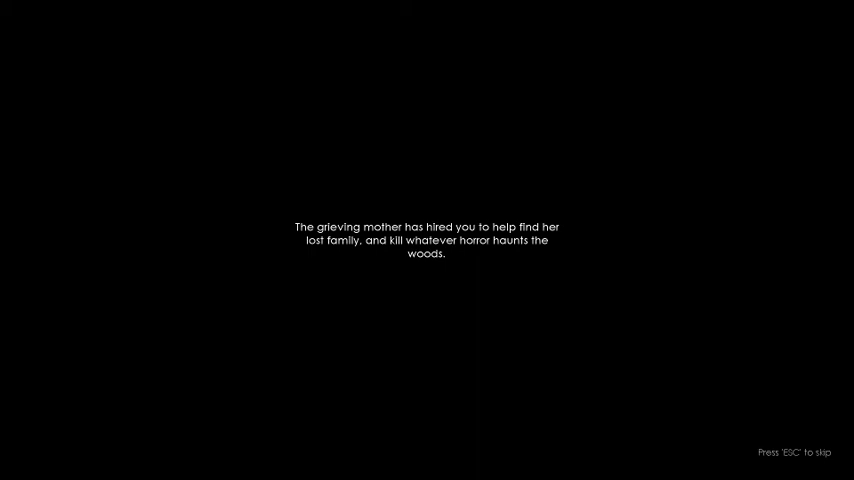 The grieving mother has hired you to help find her
lost family, and kill whatever horror haunts the
woods.
Press 'ESC' to skip